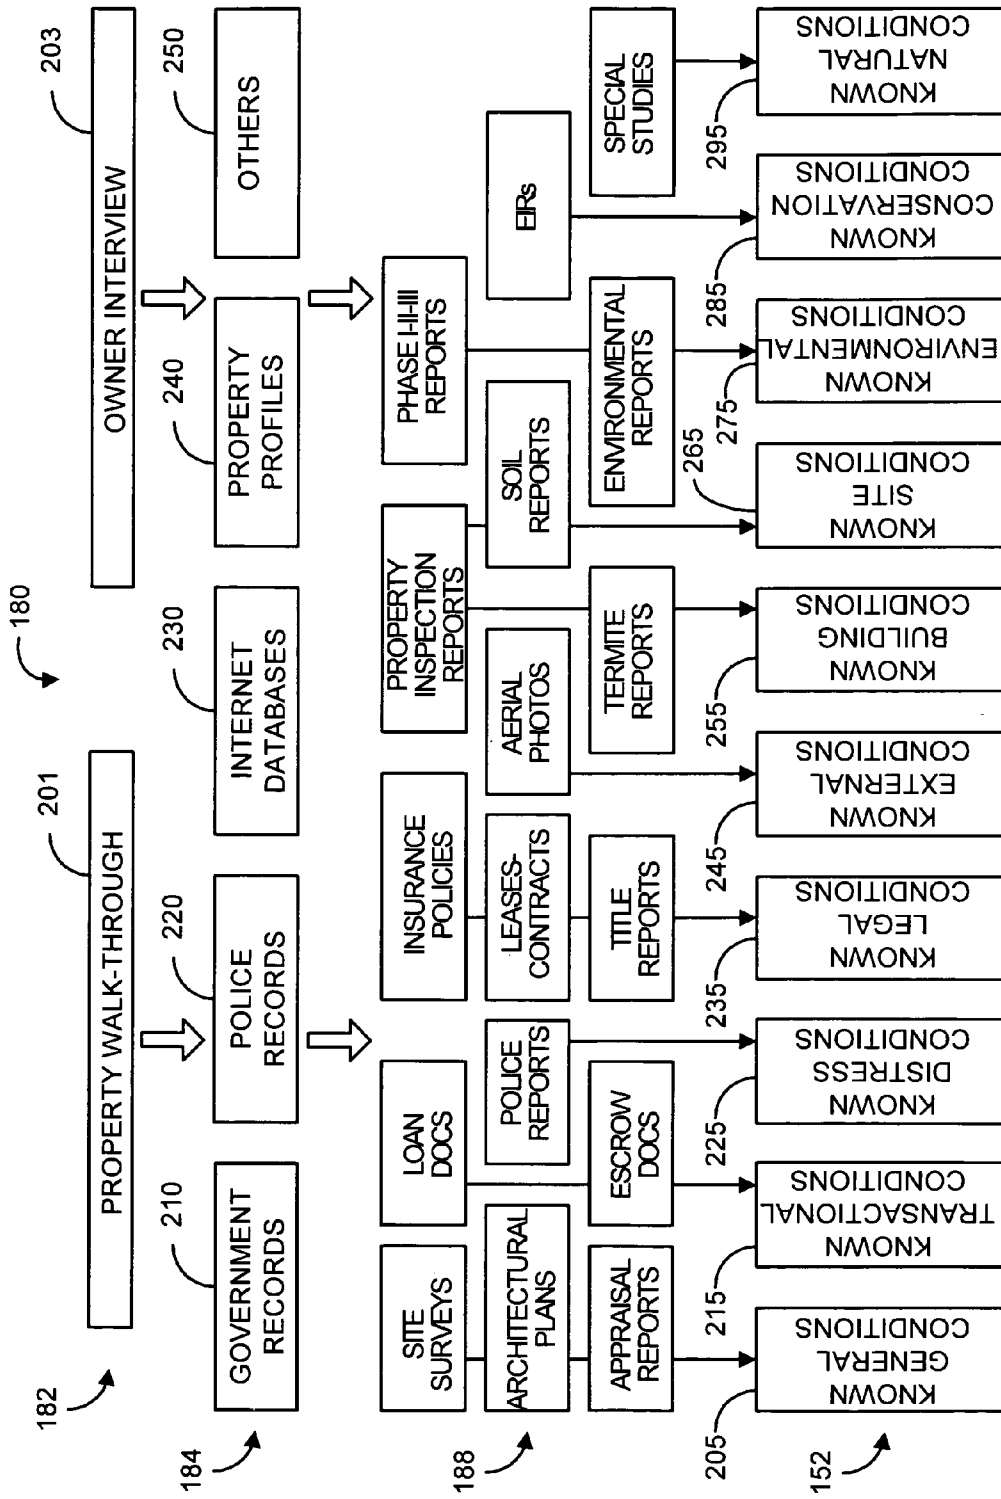 180
182
PROPERTY WALK-THROUGH
201
OWNER INTERVIEW
203
184
GOVERNMENT
RECORDS
210
POLICE
RECORDS
220
INTERNET
DATABASES
230
PROPERTY
PROFILES
240
OTHERS
250
188
SITE
SURVEYS
LOAN
DOCS
INSURANCE
POLICIES
PROPERTY
INSPECTION
REPORTS
PHASE I-II-III
REPORTS
ARCHITECTURAL
PLANS
POLICE
REPORTS
LEASES-
CONTRACTS
AERIAL
PHOTOS
SOIL
REPORTS
EIRs
APPRAISAL
REPORTS
ESCROW
DOCS
TITLE
REPORTS
TERMITE
REPORTS
ENVIRONMENTAL
REPORTS
SPECIAL
STUDIES
152
205
KNOWN
GENERAL
CONDITIONS
215
KNOWN
TRANSACTIONAL
CONDITIONS
225
KNOWN
DISTRESS
CONDITIONS
235
KNOWN
LEGAL
CONDITIONS
245
KNOWN
EXTERNAL
CONDITIONS
255
KNOWN
BUILDING
CONDITIONS
265
KNOWN
SITE
CONDITIONS
275
KNOWN
ENVIRONMENTAL
CONDITIONS
285
KNOWN
CONSERVATION
CONDITIONS
295
KNOWN
NATURAL
CONDITIONS